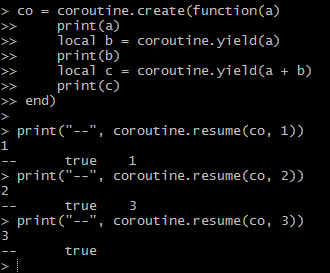 > co = coroutine.create(function(a)
>>     print(a)
>>     local b = coroutine.yield(a)
>>     print(b)
>>     local c = coroutine.yield(a + b)
>>     print(c)
>> end)
>
> print("--", coroutine.resume(co, 1))
1
--      true    1
> print("--", coroutine.resume(co, 2))
2
--      true    3
> print("--", coroutine.resume(co, 3))
3
--      true
>